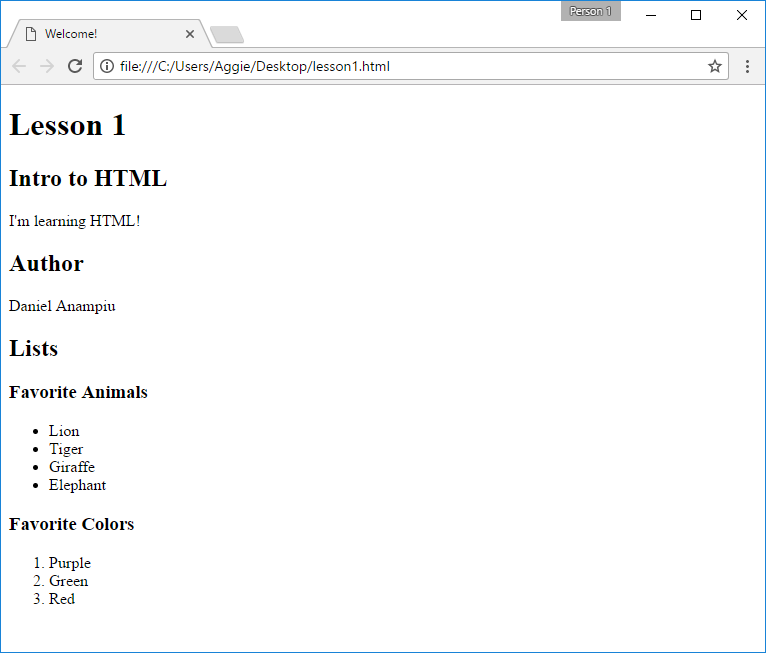 Person 1
Welcome!
file:///C:/Users/Aggie/Desktop/lesson1.html
Lesson 1
Intro to HTML
I'm learning HTML!
Author
Daniel Anampiu
Lists
Favorite Animals
• Lion
• Tiger
• Giraffe
• Elephant
Favorite Colors
1. Purple
2. Green
3. Red